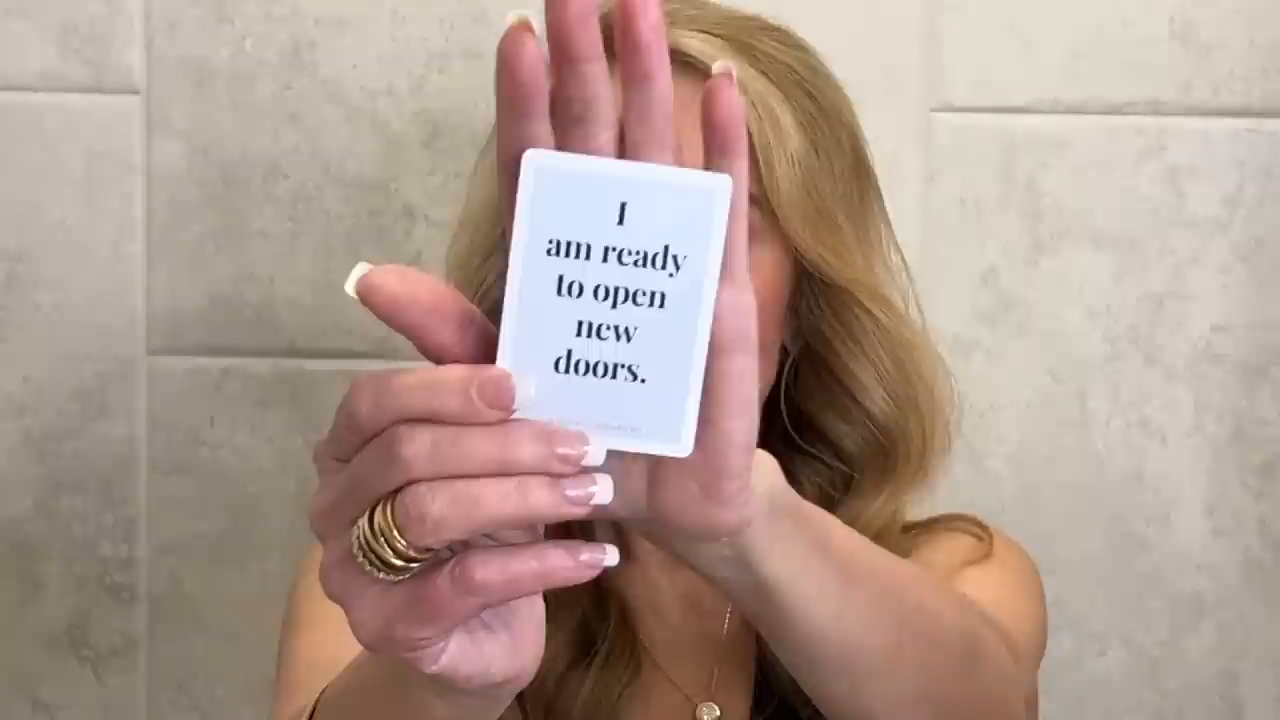 I
am ready
to open
new
doors.